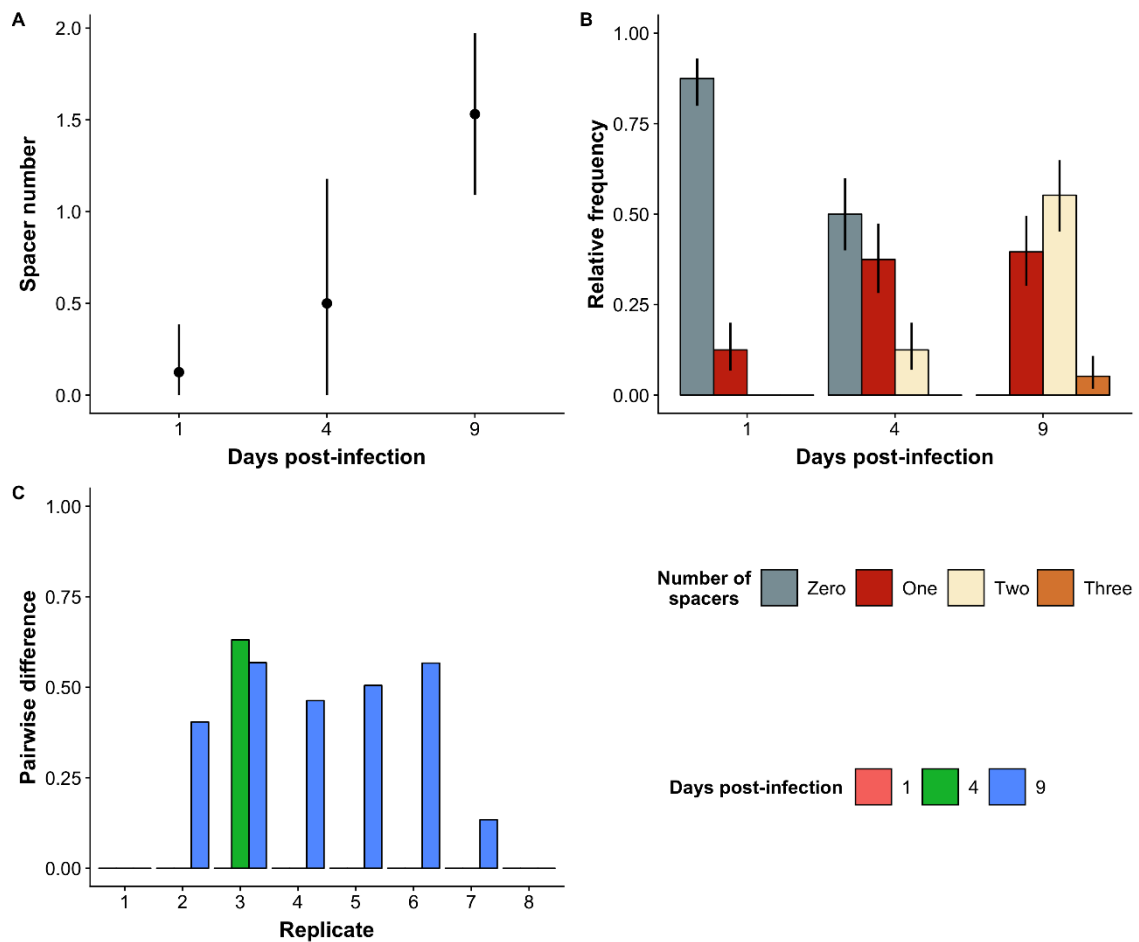 A
2.0
1.5
1.0
0.5
0.0
Spacer number
1 4 9
Days post-infection
B
1.00
0.75
0.50
0.25
0.00
Relative frequency
1 4 9
Days post-infection
C
1.00
0.75
0.50
0.25
0.00
Pairwise difference
1 2 3 4 5 6 7 8
Replicate
Number of
spacers
Zero One Two Three
Days post-infection 1 4 9